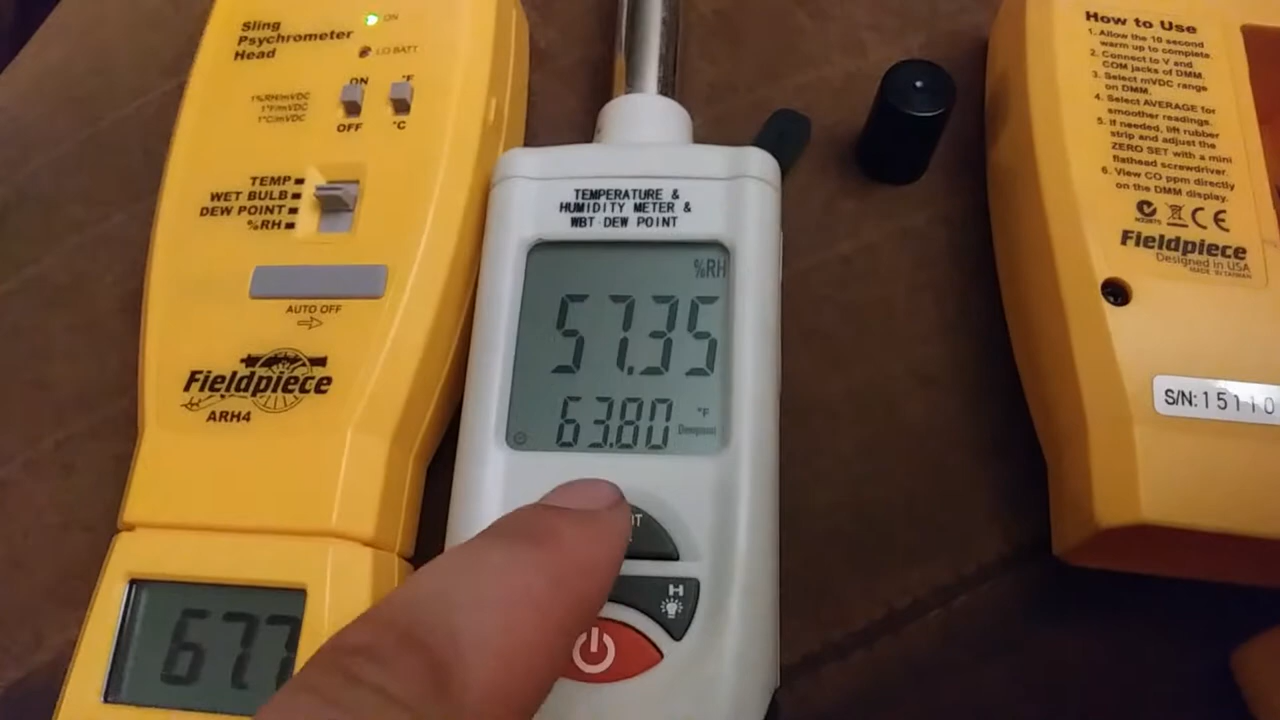 Sling
Psychrometer
Head
ON
LO BATT
ON
°F
1%RH/mVDC
1°F/mVDC
1°C/mVDC
OFF
°C
TEMP
WET BULB
DEW POINT
%RH
AUTO OFF
Fieldpiece
ARH4
67.7
TEMPERATURE &
HUMIDITY METER &
WBT·DEW POINT
%RH
57.35
63.80 °F
H
How to Use
1. Allow the 10 second
warm up to complete.
2. Connect to V and
COM jacks of DMM.
3. Select mVDC range
on DMM.
4. Select AVERAGE for
smoother readings.
5. If needed, lift rubber
strip and adjust the
ZERO SET with a mini
flathead screwdriver.
6. View CO ppm directly
on the DMM display.
CE
Fieldpiece
Designed in USA
MADE IN TAIWAN
S/N: 15110